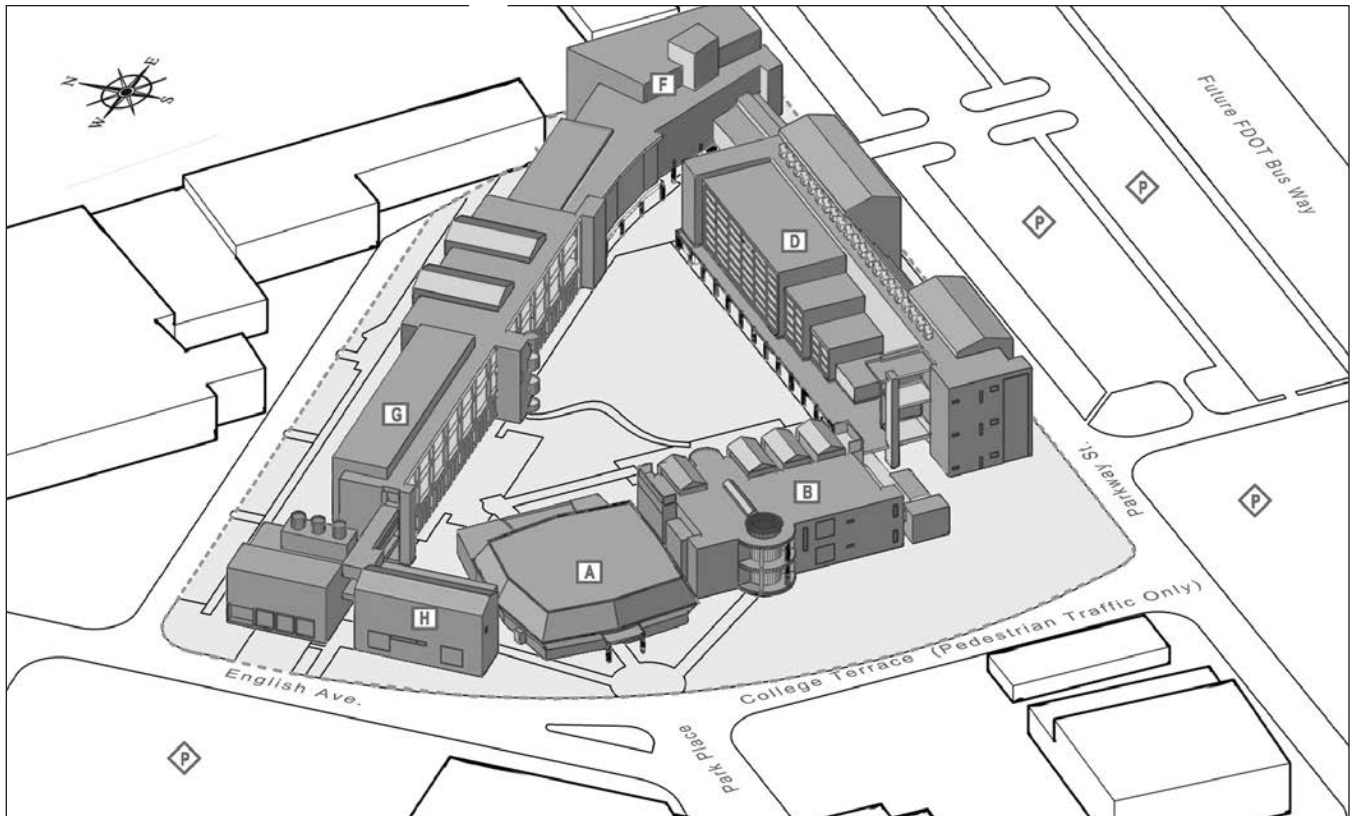 F
E
N
S
W
Future FDOT Bus Way
P
P
D
G
B
P
Parkway St.
A
H
College Terrace (Pedestrian Traffic Only)
English Ave.
Park Place
P